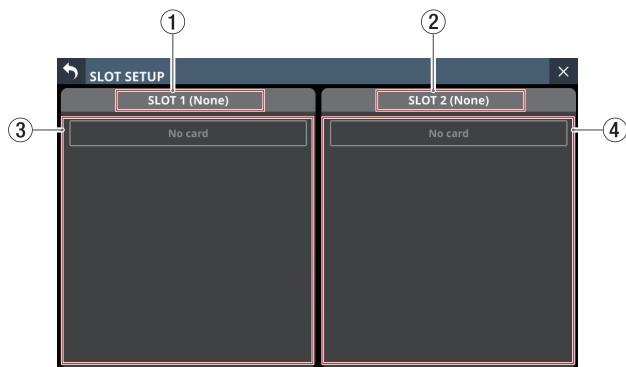 ① ②
SLOT SETUP
SLOT 1 (None) SLOT 2 (None)
③ No card No card ④